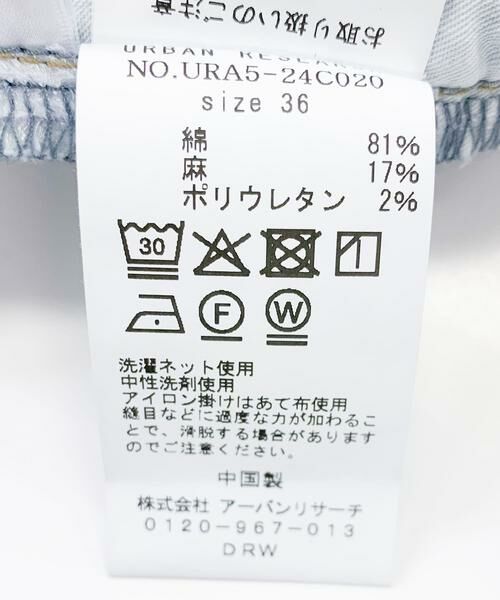 お取り扱いのご注意
URBAN RESEARCH
NO.URA5-24C020
size 36
綿 81%
麻 17%
ポリウレタン 2%
30
F W
洗濯ネット使用
中性洗剤使用
アイロン掛けはあて布使用
縫目などに過度な力が加わるこ
とで、滑脱する場合があります
のでご注意ください。
中国製
株式会社 アーバンリサーチ
0120-967-013
DRW